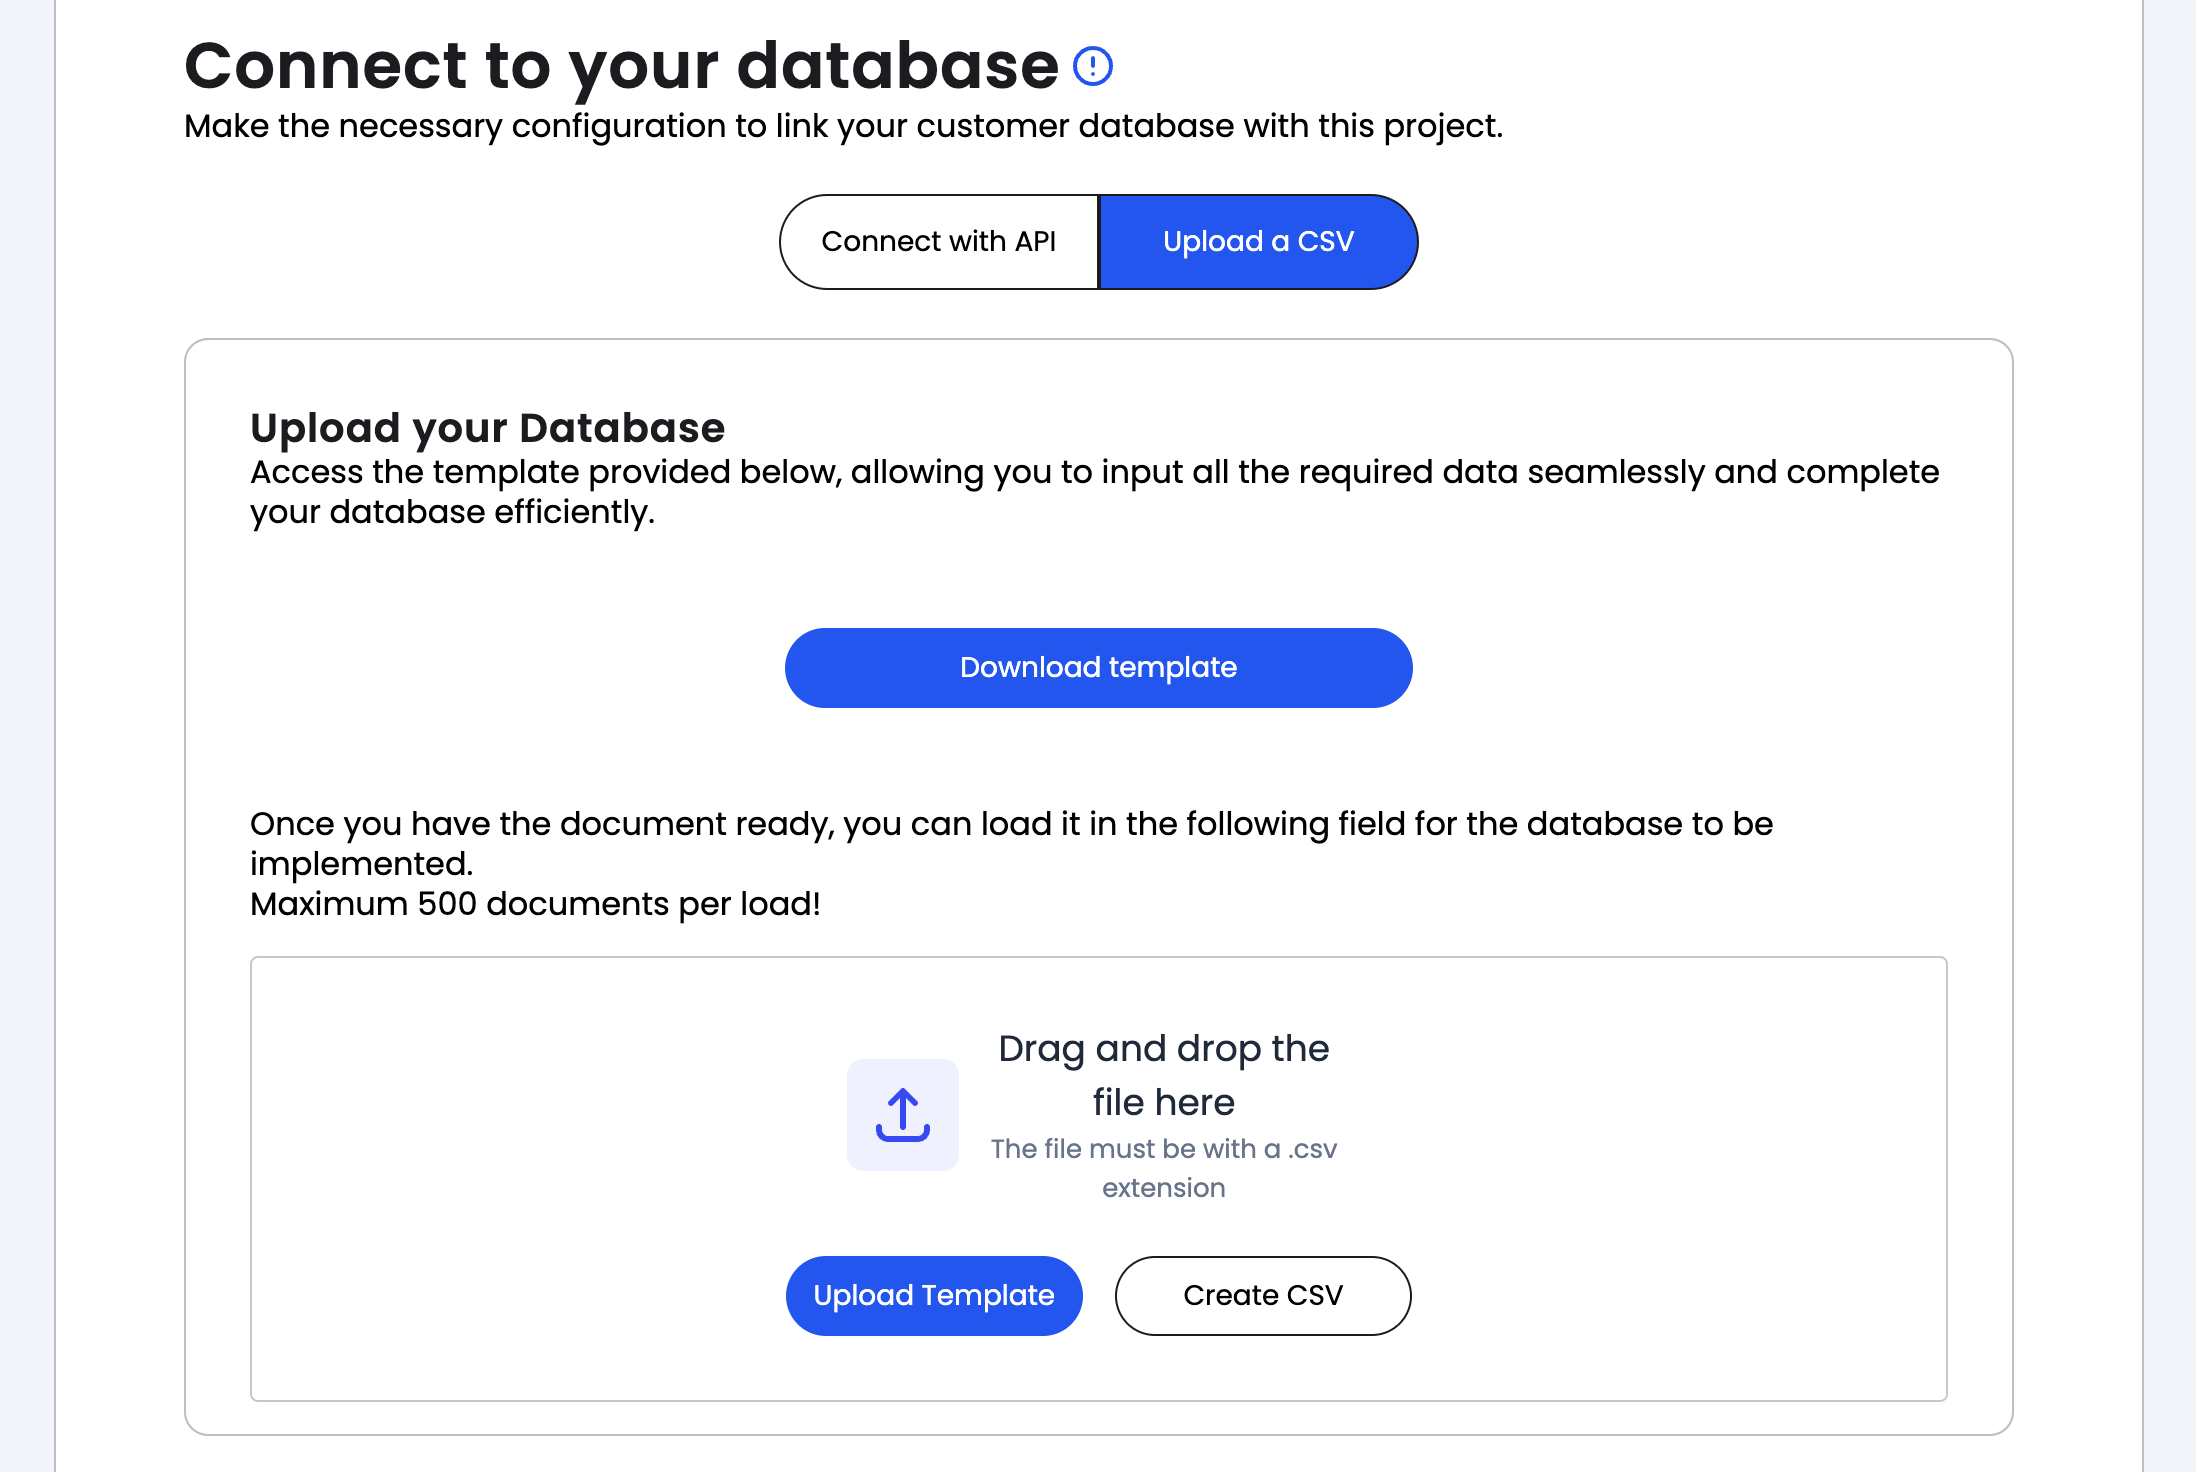 Connect to your database
Make the necessary configuration to link your customer database with this project.
Connect with API
Upload a CSV
Upload your Database
Access the template provided below, allowing you to input all the required data seamlessly and complete
your database efficiently.
Download template
Once you have the document ready, you can load it in the following field for the database to be
implemented.
Maximum 500 documents per load!
Drag and drop the
file here
The file must be with a .csv
extension
Upload Template
Create CSV